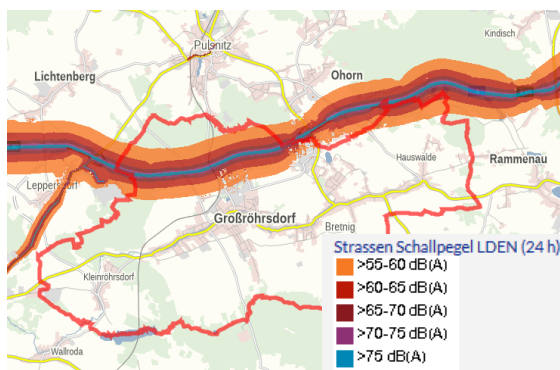 Kindisch
Pulsnitz
Ohorn
Lichtenberg
Hauswalde
Rammenau
Großröhrsdorf
Bretnig
Kleinröhrsdorf
Wallroda
Strassen Schallpegel LDEN (24 h)
>55-60 dB(A)
>60-65 dB(A)
>65-70 dB(A)
>70-75 dB(A)
>75 dB(A)